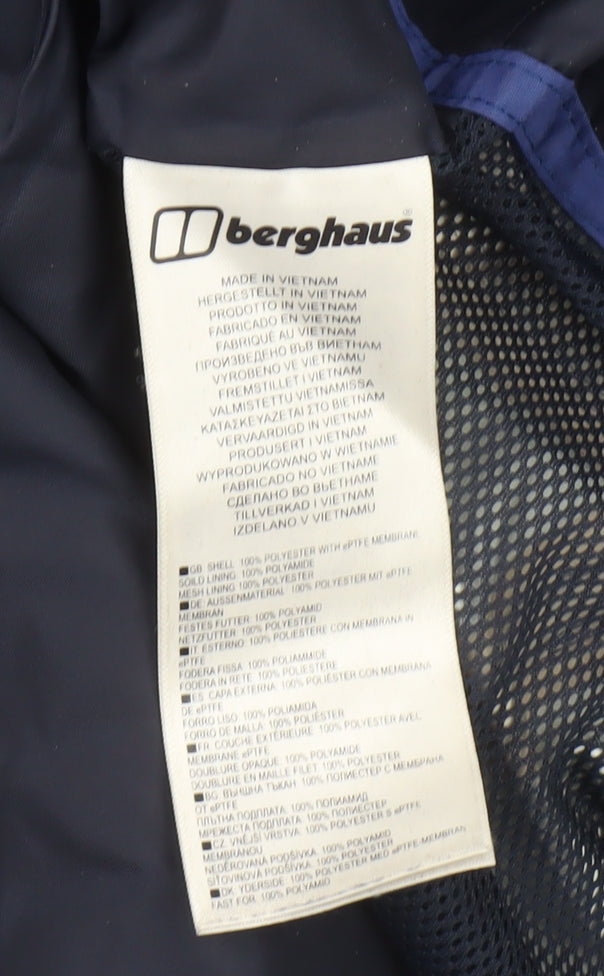 berghaus®
MADE IN VIETNAM
HERGESTELLT IN VIETNAM
PRODOTTO IN VIETNAM
FABRICADO EN VIETNAM
FABRIQUÉ AU VIETNAM
ПРОИЗВЕДЕНО ВЪВ ВИЕТНАМ
VYROBENO VE VIETNAMU
FREMSTILLET I VIETNAM
VALMISTETTU VIETNAMISSA
ΚΑΤΑΣΚΕΥΑΖΕΤΑΙ ΣΤΟ ΒΙΕΤΝΑΜ
VERVAARDIGD IN VIETNAM
PRODUSERT I VIETNAM
WYPRODUKOWANO W WIETNAMIE
FABRICADO NO VIETNAME
СДЕЛАНО ВО ВЬЕТНАМЕ
TILLVERKAD I VIETNAM
IZDELANO V VIETNAMU
GB SHELL 100% POLYESTER WITH ePTFE MEMBRANE
SOILD LINING: 100% POLYAMIDE
MESH LINING 100% POLYESTER
DE AUSSENMATERIAL: 100% POLYESTER MIT ePTFE
MEMBRAN
FESTES FUTTER: 100% POLYAMID
NETZFUTTER: 100% POLYESTER
IT ESTERNO: 100% POLIESTERE CON MEMBRANA IN
ePTFE
FODERA FISSA: 100% POLIAMMIDE
FODERA IN RETE: 100% POLIESTERE
ES CAPA EXTERNA: 100% POLIÉSTER CON MEMBRANA
DE ePTFE
FORRO LISO: 100% POLIAMIDA
FORRO DE MALLA: 100% POLIÉSTER
FR COUCHE EXTÉRIEURE: 100% POLYESTER AVEC
MEMBRANE ePTFE
DOUBLURE OPAQUE: 100% POLYAMIDE
DOUBLURE EN MAILLE FILET: 100% POLYESTER
BG ВЪНШНА ТЪКАН: 100% ПОЛИЕСТЕР С МЕМБРАНА
ОТ ePTFE
ПЛЪТНА ПОДПЛАТА: 100% ПОЛИАМИД
МРЕЖЕСТА ПОДПЛАТА: 100% ПОЛИЕСТЕР
CZ VNĚJŠÍ VRSTVA: 100% POLYESTER S ePTFE
MEMBRÁNOU
NEDĚROVANÁ PODŠÍVKA: 100% POLYAMID
SÍŤOVINOVÁ PODŠÍVKA: 100% POLYESTER
DK YDERSIDE: 100% POLYESTER MED ePTFE-MEMBRAN
FAST FOR: 100% POLYAMID